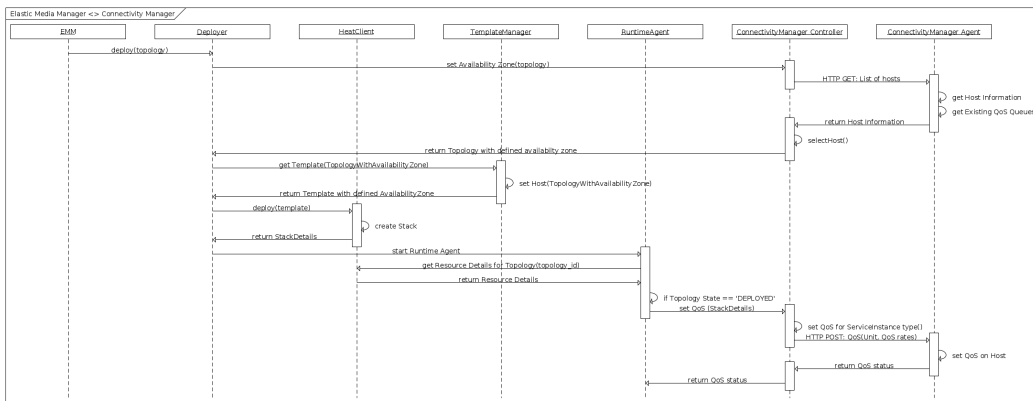 Elastic Media Manager <> Connectivity Manager
EMM
Deployer
HeatClient
TemplateManager
RuntimeAgent
ConnectivityManager Controller
ConnectivityManager Agent
deploy(topology)
set Availability Zone(topology)
HTTP GET: List of hosts
get Host Information
get Existing QoS Queues
return Host Information
selectHost()
return Topology with defined availability zone
get Template(TopologyWithAvailabilityZone)
set Host(TopologyWithAvailabilityZone)
return Template with defined AvailabilityZone
deploy(template)
create Stack
return StackDetails
start Runtime Agent
get Resource Details for Topology(topology_id)
return Resource Details
if Topology State == 'DEPLOYED'
set QoS (StackDetails)
set QoS for ServiceInstance type()
HTTP POST: QoS(Unit, QoS rates)
set QoS on Host
return QoS status
return QoS status